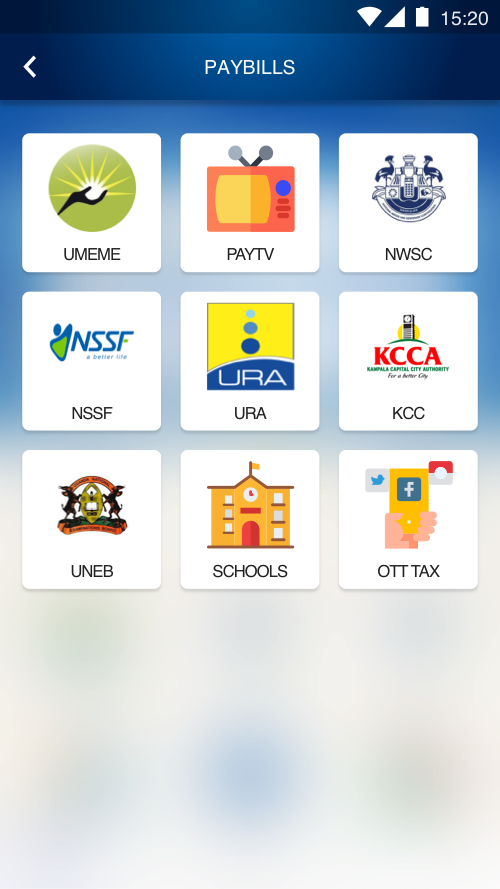 15:20
PAYBILLS
UMEME
PAYTV
NWSC
NSSF
a better life
NSSF
URA
URA
KCCA
KAMPALA CAPITAL CITY AUTHORITY
For a better City
KCC
UNEB
SCHOOLS
f
OTT TAX